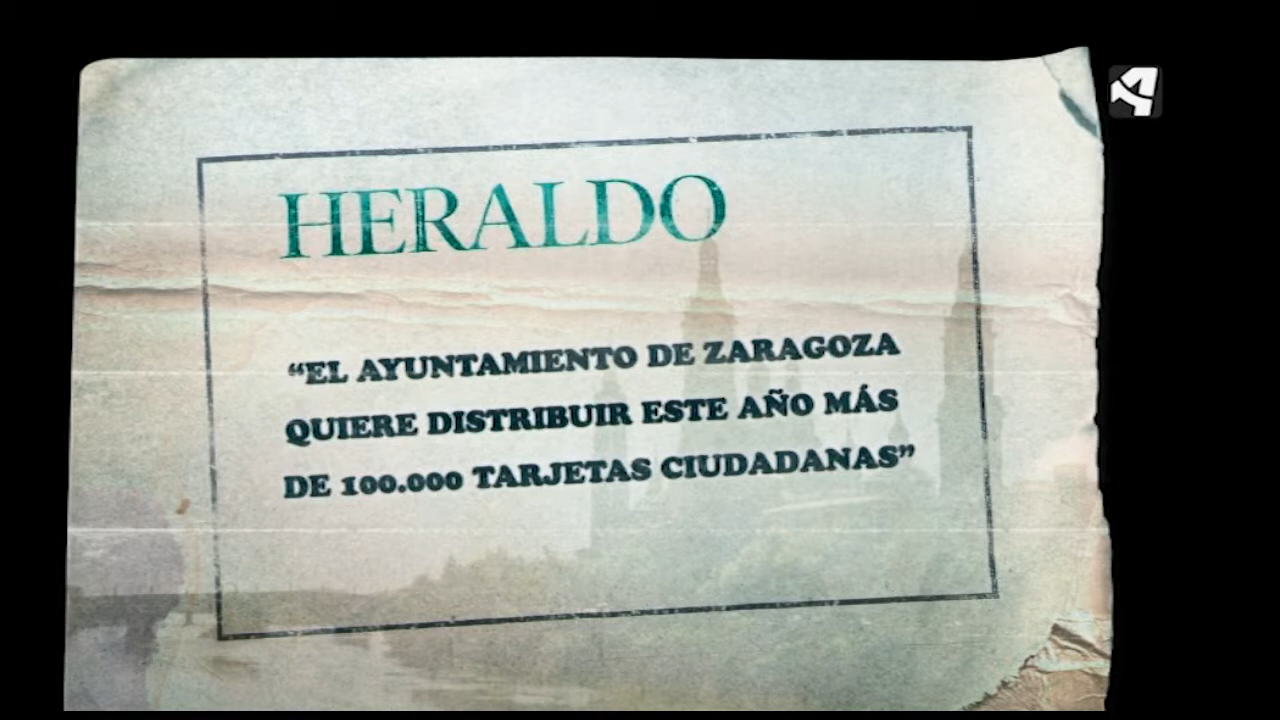 HERALDO
“EL AYUNTAMIENTO DE ZARAGOZA
QUIERE DISTRIBUIR ESTE AÑO MÁS
DE 100.000 TARJETAS CIUDADANAS”